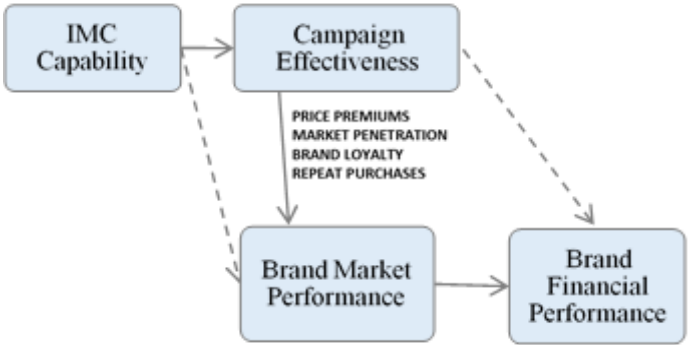 IMC
Capability
Campaign
Effectiveness
PRICE PREMIUMS
MARKET PENETRATION
BRAND LOYALTY
REPEAT PURCHASES
Brand Market
Performance
Brand
Financial
Performance